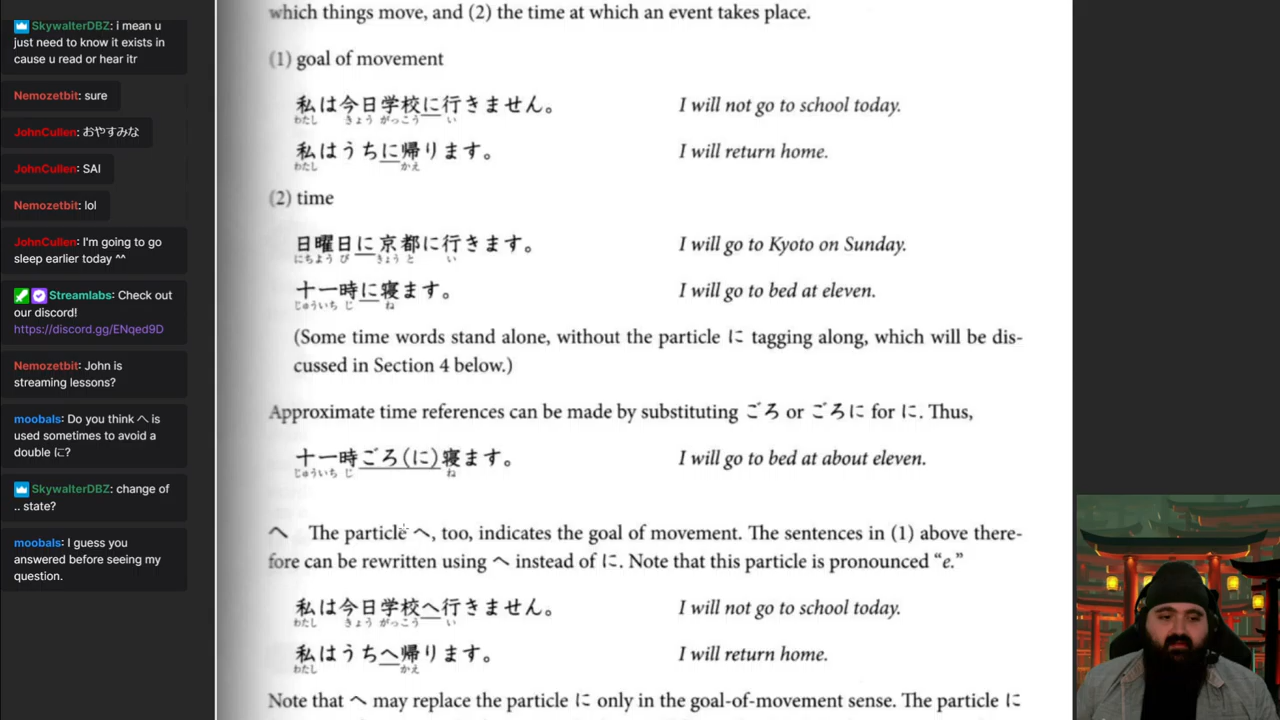 SkywalterDBZ: i mean u
just need to know it exists in
cause u read or hear itr
Nemozetbit: sure
JohnCullen: おやすみな
JohnCullen: SAI
Nemozetbit: lol
JohnCullen: I'm going to go
sleep earlier today ^^
Streamlabs: Check out
our discord!
https://discord.gg/ENqed9D
Nemozetbit: John is
streaming lessons?
moobals: Do you think へ is
used sometimes to avoid a
double に?
SkywalterDBZ: change of
.. state?
moobals: I guess you
answered before seeing my
question.
which things move, and (2) the time at which an event takes place.
(1) goal of movement
私は今日学校に行きません。 I will not go to school today.
わたし きょう がっこう い
私はうちに帰ります。 I will return home.
わたし かえ
(2) time
日曜日に京都に行きます。 I will go to Kyoto on Sunday.
にちよう び きょう と い
十一時に寝ます。 I will go to bed at eleven.
じゅういち じ ね
(Some time words stand alone, without the particle に tagging along, which will be dis-
cussed in Section 4 below.)
Approximate time references can be made by substituting ごろ or ごろに for に. Thus,
十一時ごろ(に)寝ます。 I will go to bed at about eleven.
じゅういち じ ね
へ The particle へ, too, indicates the goal of movement. The sentences in (1) above there-
fore can be rewritten using へ instead of に. Note that this particle is pronounced “e.”
私は今日学校へ行きません。 I will not go to school today.
わたし きょう がっこう い
私はうちへ帰ります。 I will return home.
わたし かえ
Note that へ may replace the particle に only in the goal-of-movement sense. The particle に